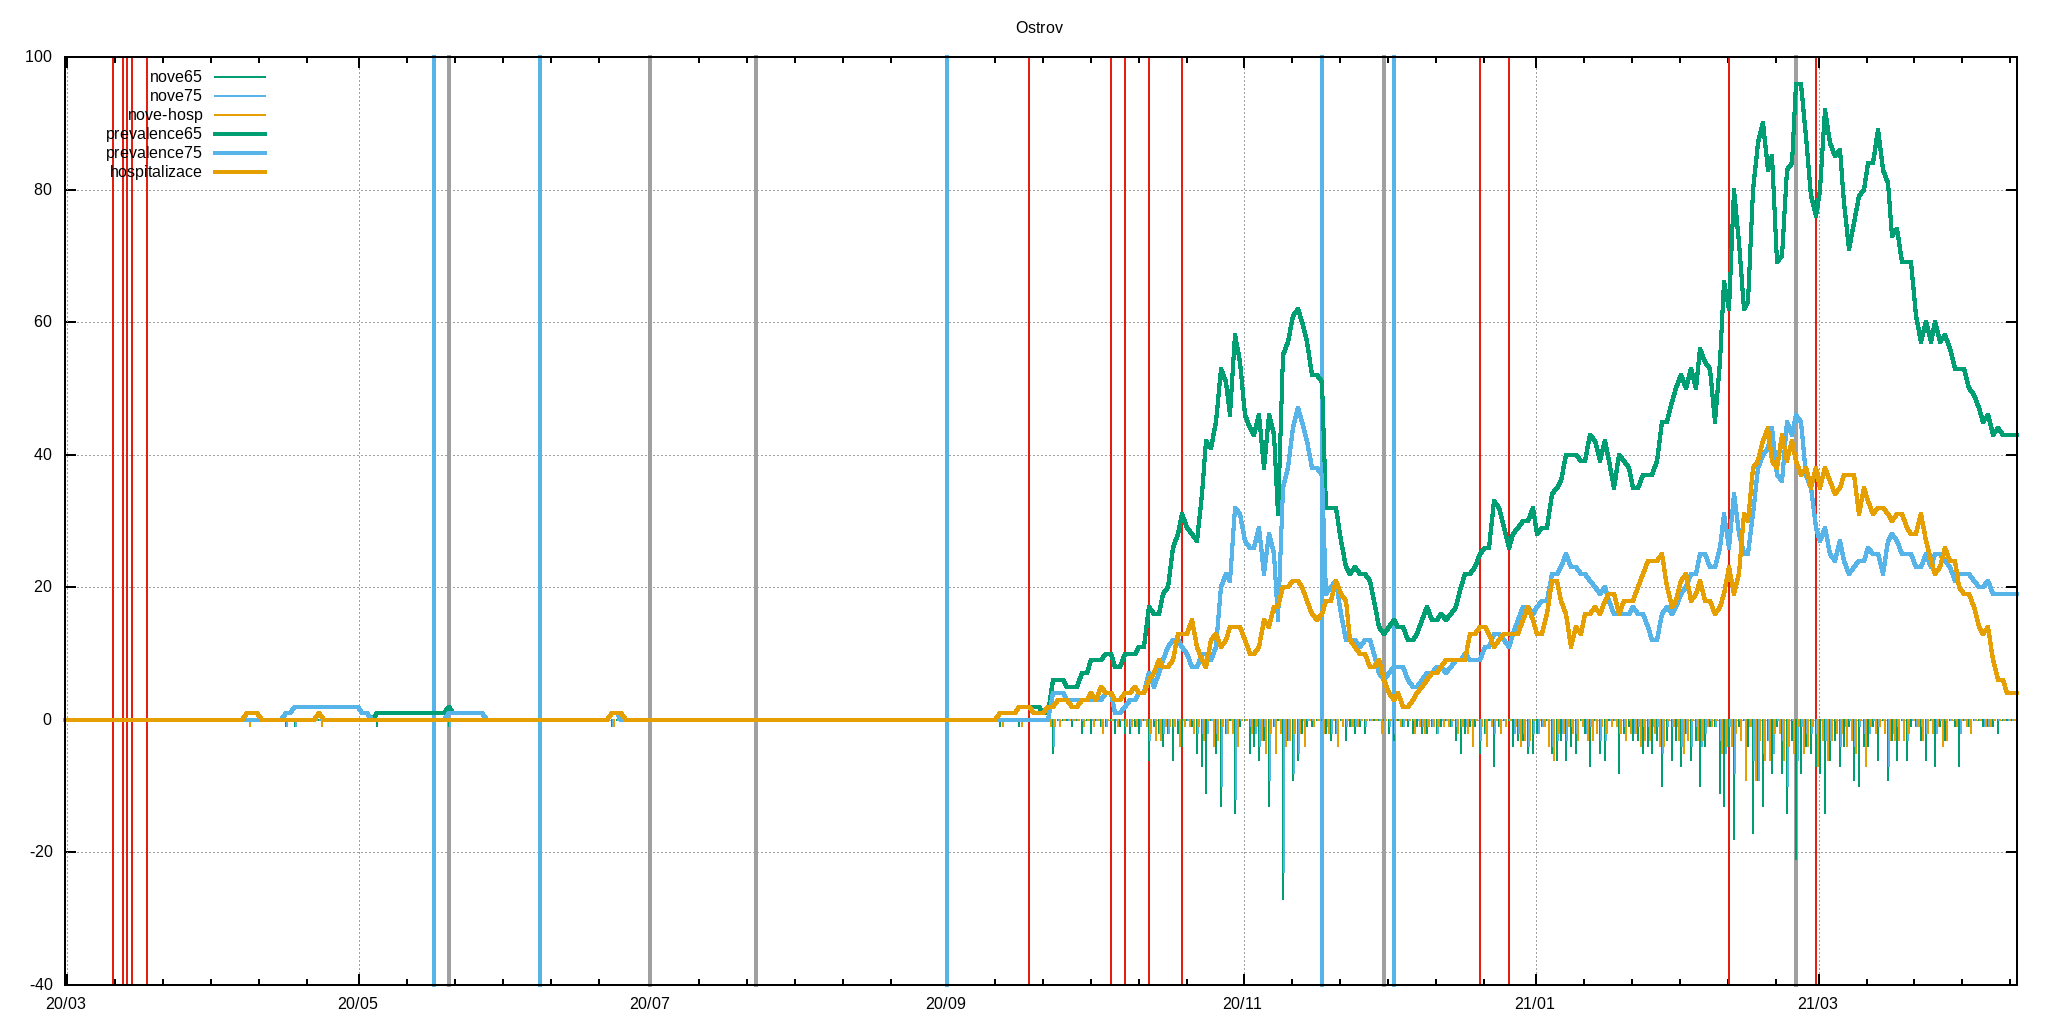 Ostrov
100
nove65
nove75
nove-hosp
prevalence65
prevalence75
hospitalizace
80
60
40
20
0
-20
-40
20/03 20/05 20/07 20/09 20/11 21/01 21/03